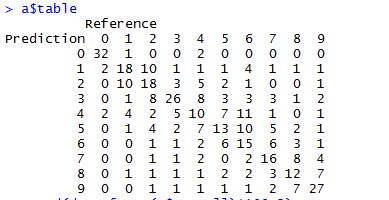 > a$table
Reference
Prediction 0 1 2 3 4 5 6 7 8 9
0 32 1 0 0 2 0 0 0 0 0
1 2 18 10 1 1 1 4 1 1 1
2 0 10 18 3 5 2 1 0 0 1
3 0 1 8 26 8 3 3 3 1 2
4 2 4 2 5 10 7 11 1 0 1
5 0 1 4 2 7 13 10 5 2 1
6 0 0 1 1 2 6 15 6 3 1
7 0 0 1 1 2 0 2 16 8 4
8 0 1 1 1 1 2 2 3 12 7
9 0 0 1 1 1 1 1 2 7 27